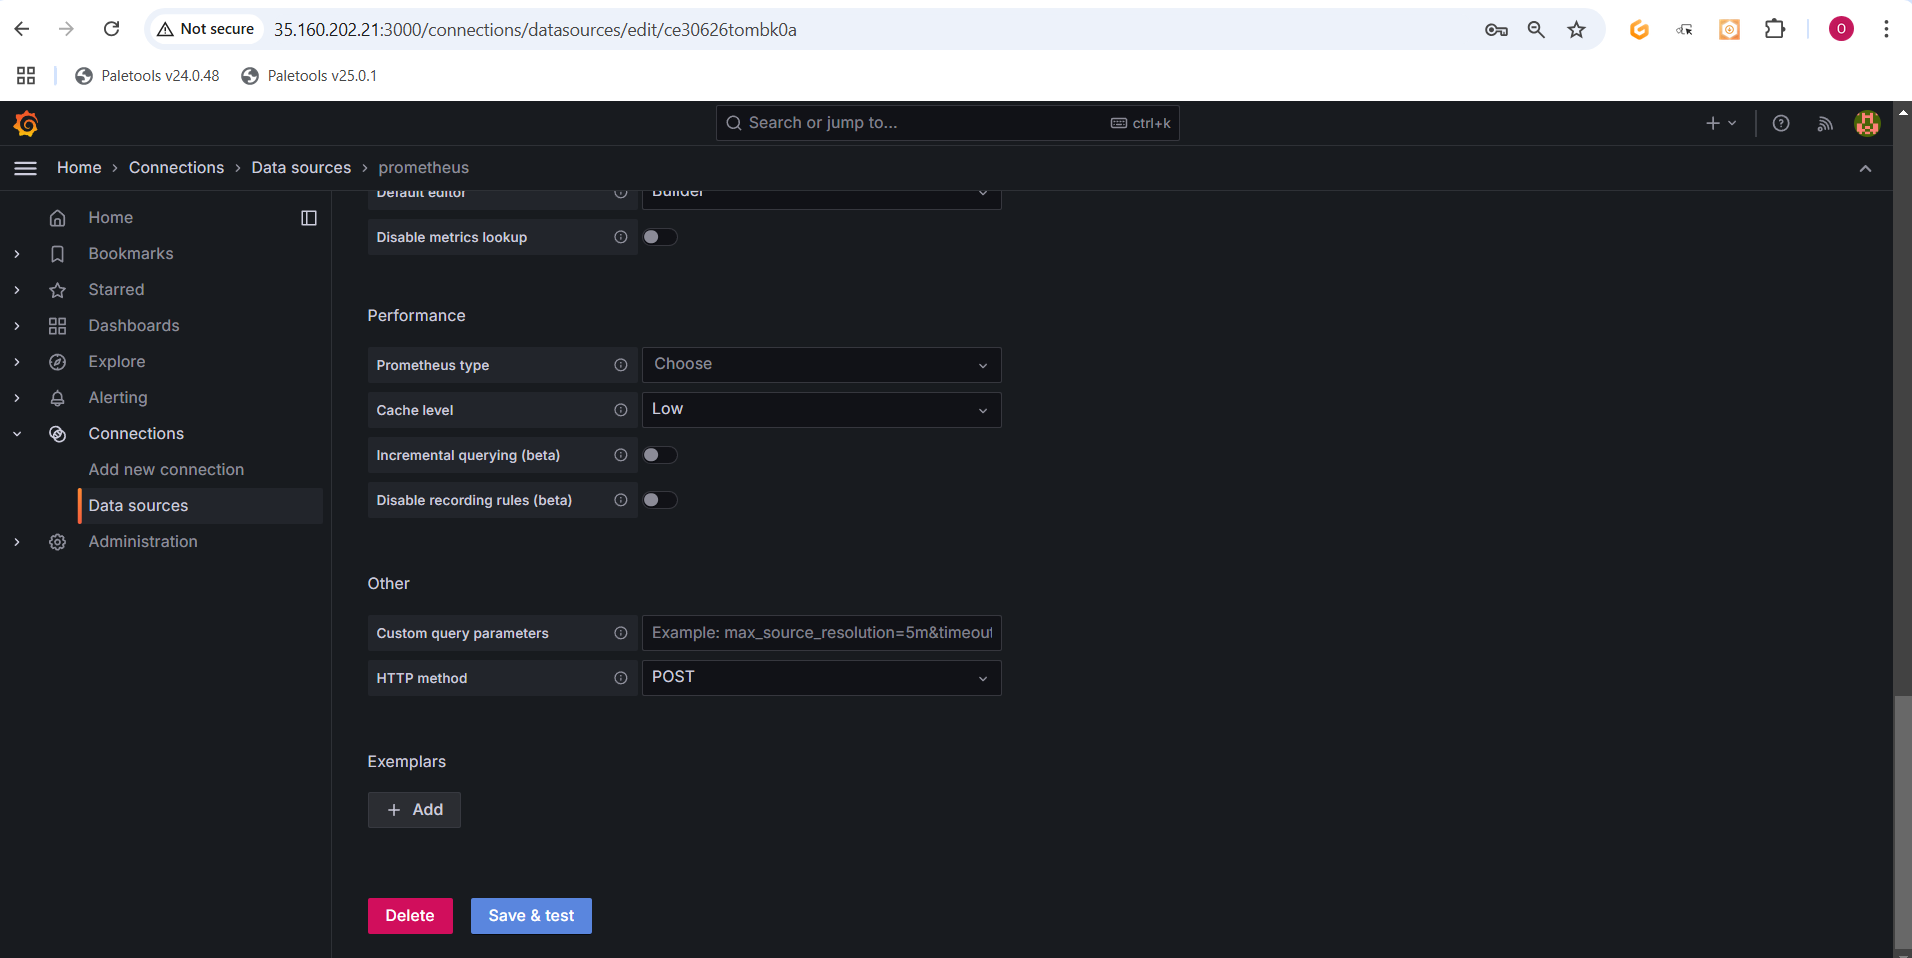 Not secure 35.160.202.21:3000/connections/datasources/edit/ce30626tombk0a O
Paletools v24.0.48 Paletools v25.0.1
Search or jump to... ctrl+k
Home Connections Data sources prometheus
Home
Bookmarks
Starred
Dashboards
Explore
Alerting
Connections
Add new connection
Data sources
Administration
Default editor Builder
Disable metrics lookup
Performance
Prometheus type Choose
Cache level Low
Incremental querying (beta)
Disable recording rules (beta)
Other
Custom query parameters Example: max_source_resolution=5m&timeout
HTTP method POST
Exemplars
+ Add
Delete Save & test